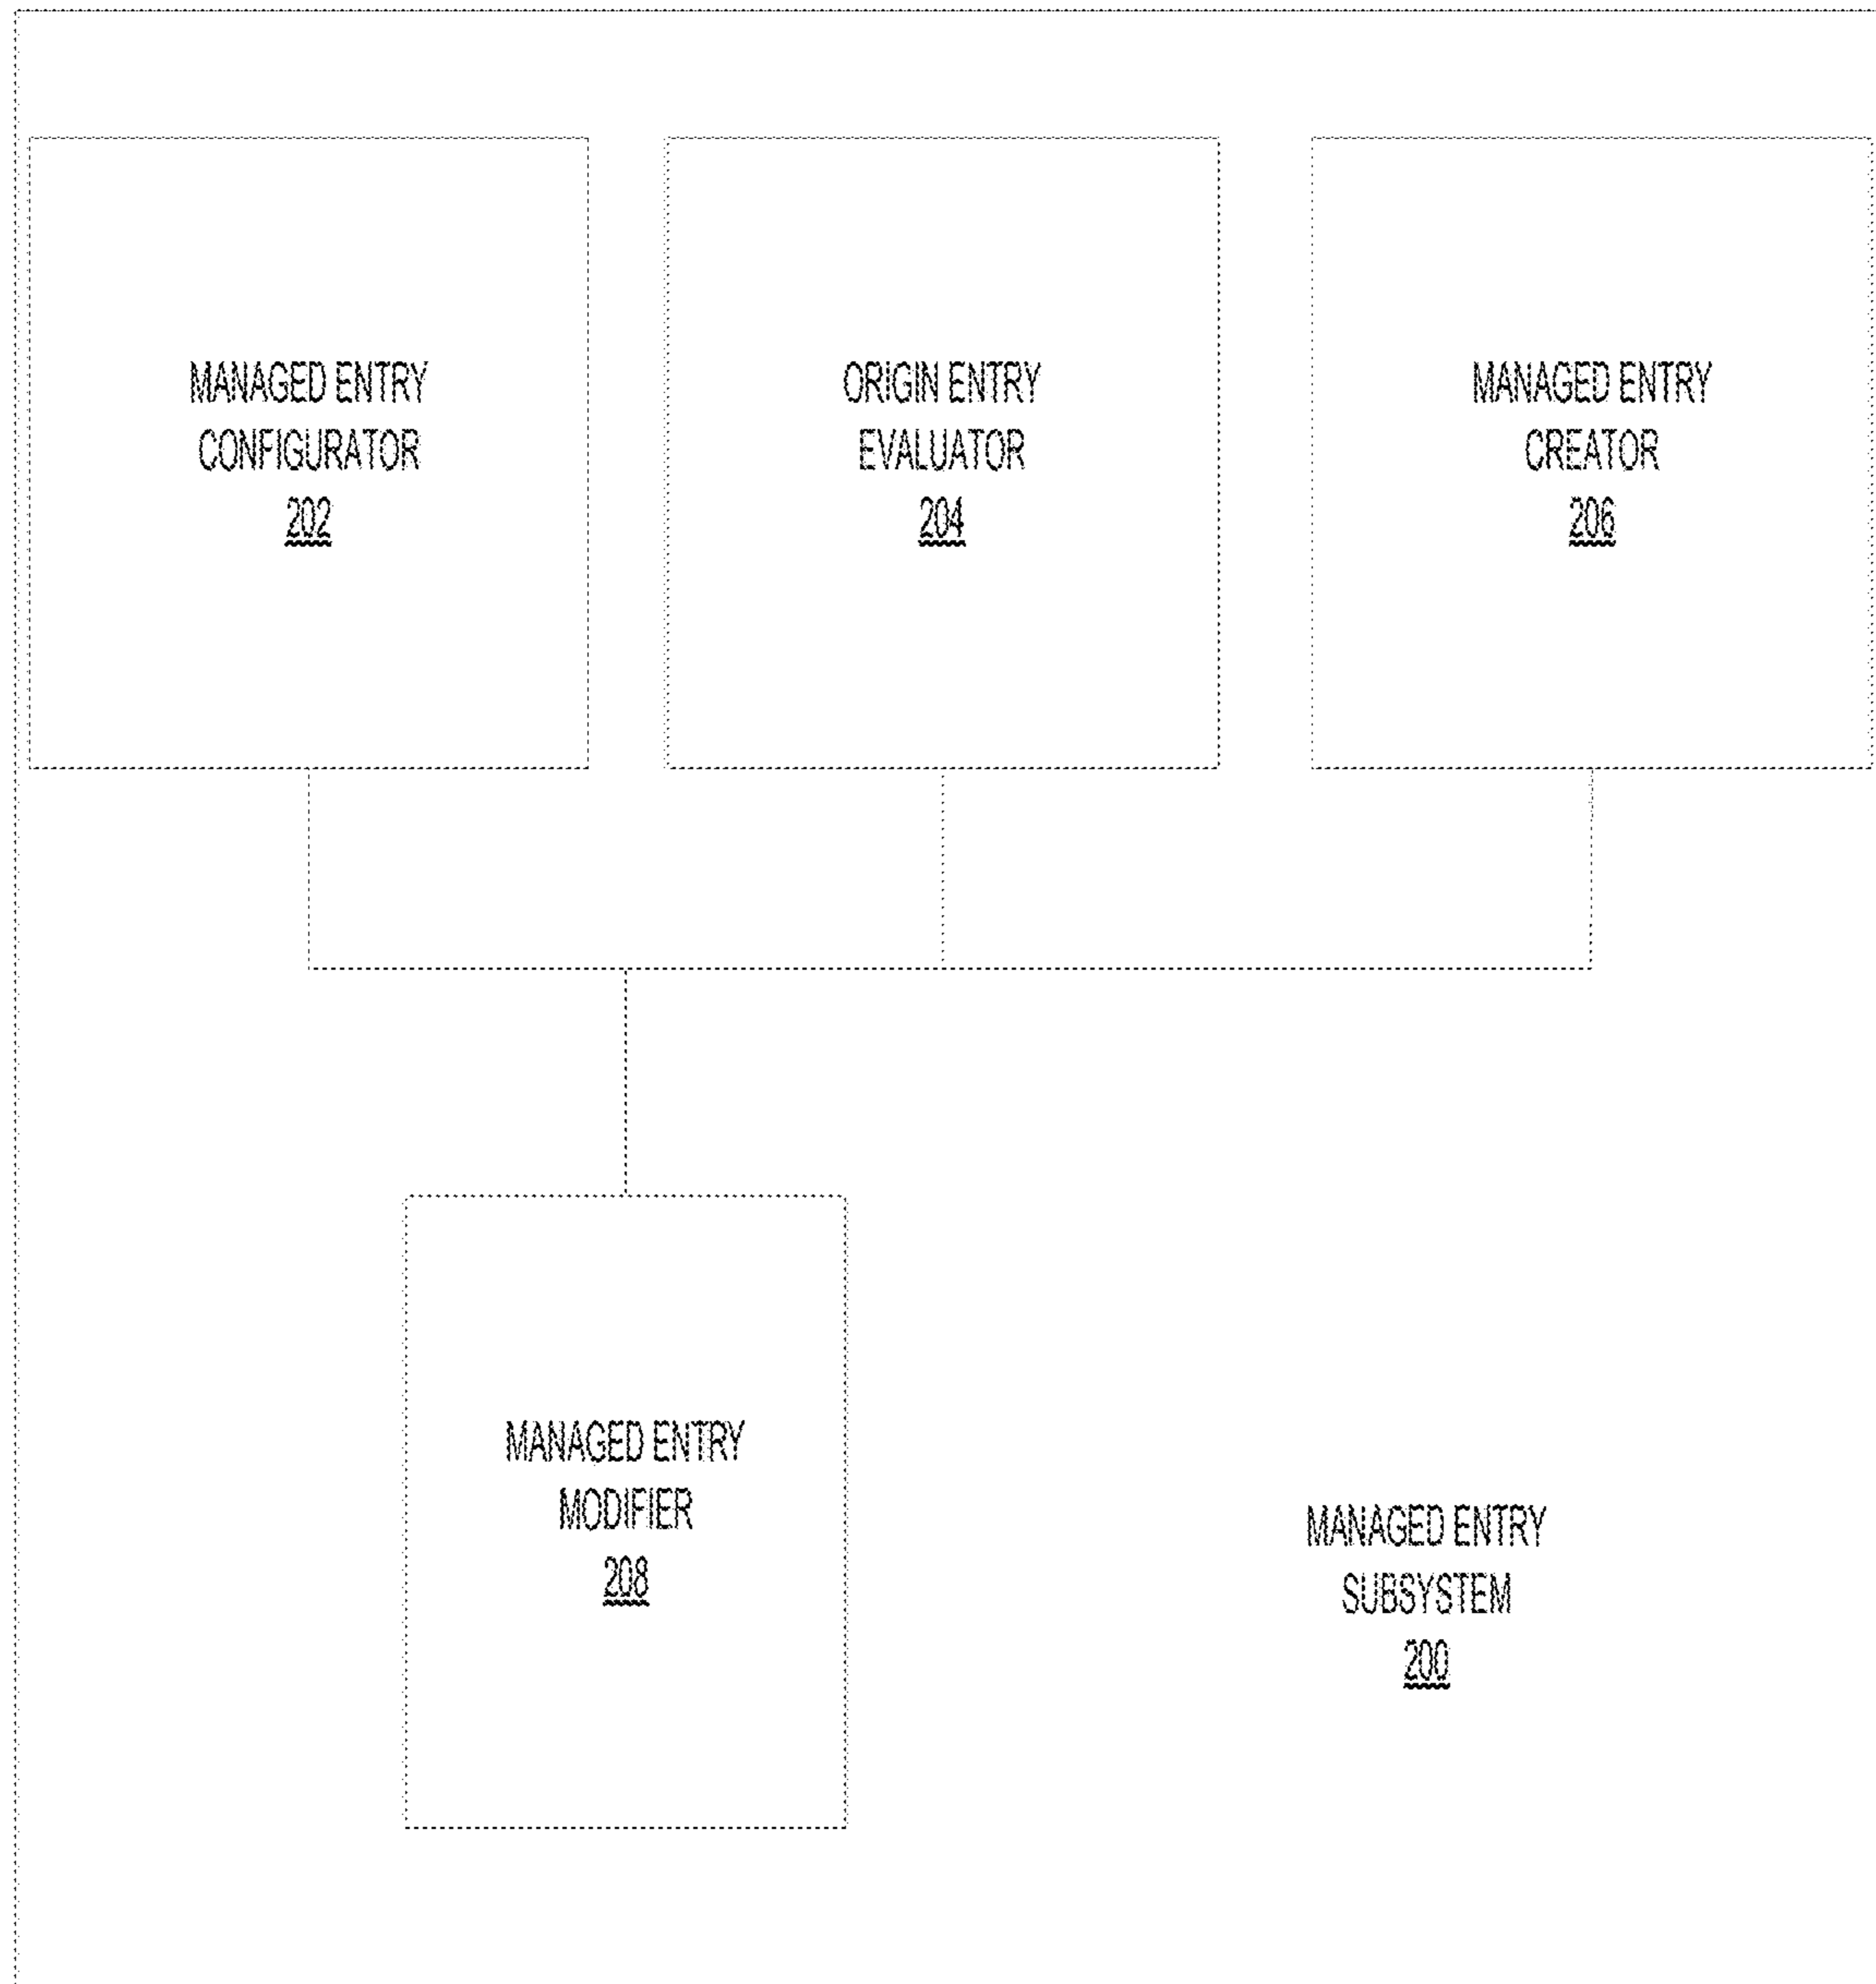 MANAGED ENTRY
CONFIGURATOR
202
ORIGIN ENTRY
EVALUATOR
204
MANAGED ENTRY
CREATOR
206
MANAGED ENTRY
MODIFIER
208
MANAGED ENTRY
SUBSYSTEM
200